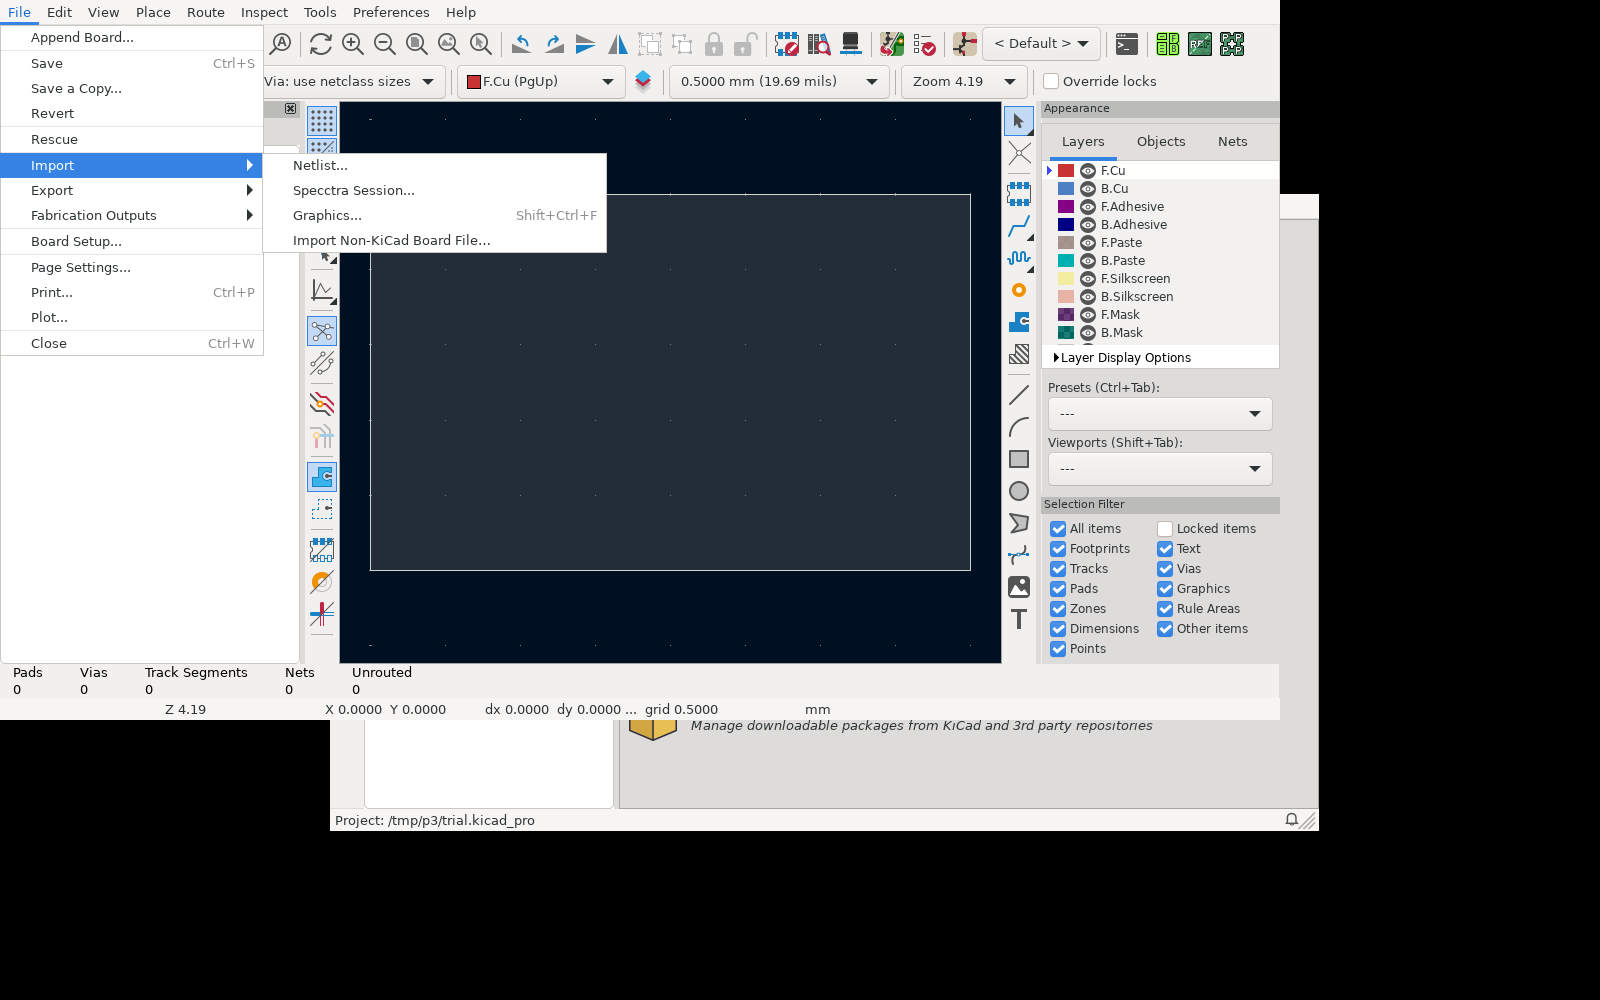 File Edit View Place Route Inspect Tools Preferences Help
Append Board...
Save Ctrl+S
Save a Copy...
Revert
Rescue
Import
Export
Fabrication Outputs
Board Setup...
Page Settings...
Print... Ctrl+P
Plot...
Close Ctrl+W
Netlist...
Specctra Session...
Graphics... Shift+Ctrl+F
Import Non-KiCad Board File...
< Default >
Via: use netclass sizes
F.Cu (PgUp)
0.5000 mm (19.69 mils)
Zoom 4.19
Override locks
Appearance
Layers Objects Nets
F.Cu
B.Cu
F.Adhesive
B.Adhesive
F.Paste
B.Paste
F.Silkscreen
B.Silkscreen
F.Mask
B.Mask
Layer Display Options
Presets (Ctrl+Tab):
---
Viewports (Shift+Tab):
---
Selection Filter
All items Locked items
Footprints Text
Tracks Vias
Pads Graphics
Zones Rule Areas
Dimensions Other items
Points
Pads Vias Track Segments Nets Unrouted
0 0 0 0 0
Z 4.19 X 0.0000 Y 0.0000 dx 0.0000 dy 0.0000 ... grid 0.5000 mm
Manage downloadable packages from KiCad and 3rd party repositories
Project: /tmp/p3/trial.kicad_pro